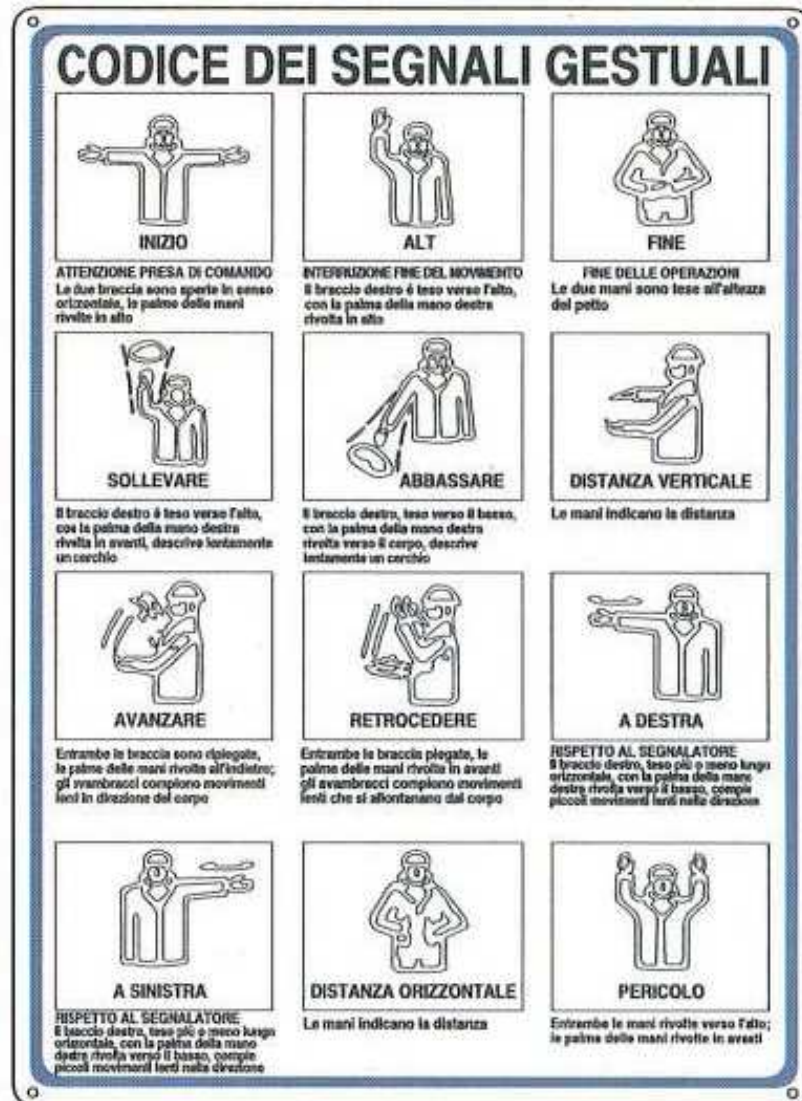 CODICE DEI SEGNALI GESTUALI
INIZIO
ATTENZIONE PRESA DI COMANDO
Le due braccia sono aperte in senso
orizzontale, le palme delle mani
rivolte in alto
ALT
INTERRUZIONE FINE DEL MOVIMENTO
Il braccio destro é teso verso l'alto,
con la palma della mano destra
rivolta in alto
FINE
FINE DELLE OPERAZIONI
Le due mani sono tese all'altezza
del petto
SOLLEVARE
Il braccio destro é teso verso l'alto,
con la palma della mano destra
rivolta in avanti, descrive lentamente
un cerchio
ABBASSARE
Il braccio destro, teso verso il basso,
con la palma della mano destra
rivolta verso il corpo, descrive
lentamente un cerchio
DISTANZA VERTICALE
Le mani indicano la distanza
AVANZARE
Entrambe le braccia sono ripiegate,
le palme delle mani rivolte all'indietro;
gli avambracci compiono movimenti
lenti in direzione del corpo
RETROCEDERE
Entrambe le braccia piegate, le
palme delle mani rivolte in avanti
gli avambracci compiono movimenti
lenti che si allontanano dal corpo
A DESTRA
RISPETTO AL SEGNALATORE
Il braccio destro, teso più o meno lungo
orizzontale, con la palma della mano
destra rivolta verso il basso, compie
piccoli movimenti lenti nella direzione
A SINISTRA
RISPETTO AL SEGNALATORE
Il braccio destro, teso più o meno lungo
orizontale, con la palma della mano
destra rivolta verso il basso, compie
piccoli movimenti lenti nella direzione
DISTANZA ORIZZONTALE
Le mani indicano la distanza
PERICOLO
Entrambe le mani rivolte verso l'alto;
le palme delle mani rivolte in avanti